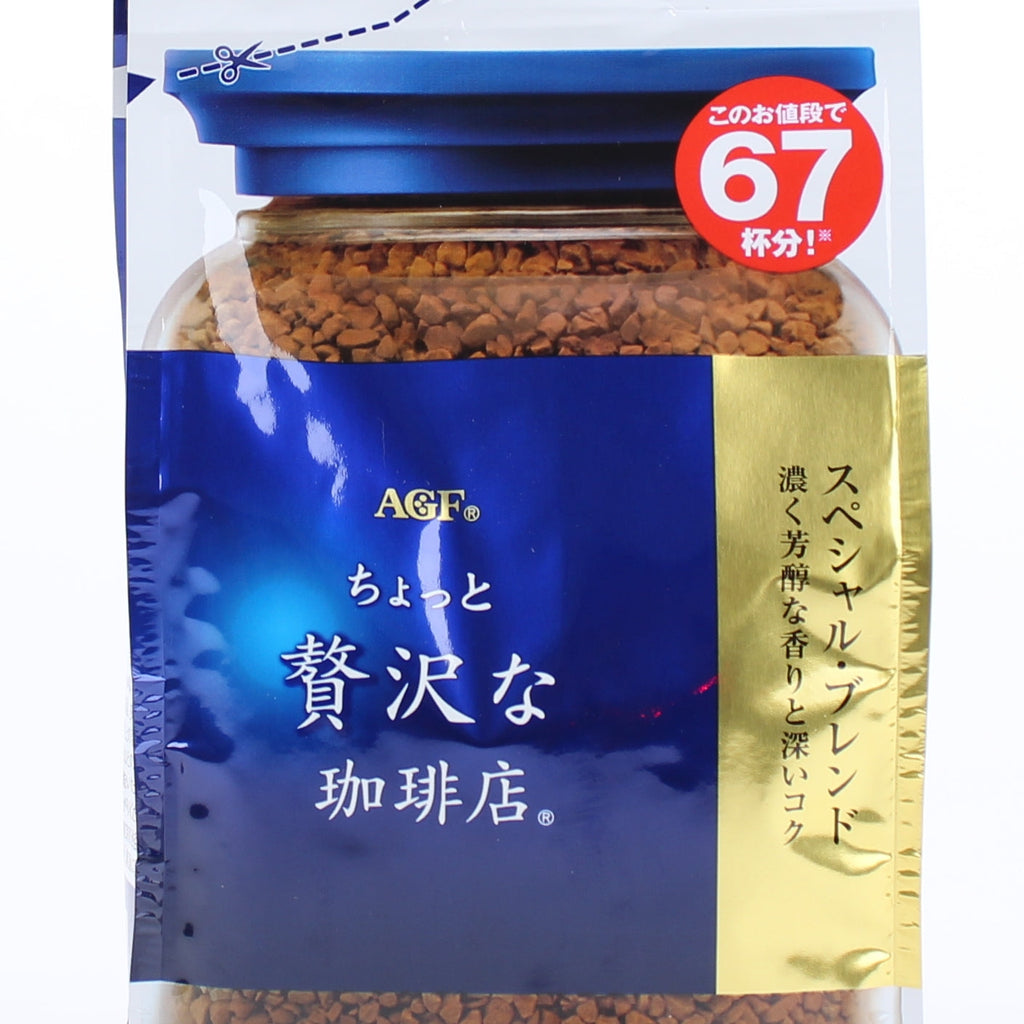 このお値段で
67
杯分!※
AGF®
ちょっと
贅沢な
珈琲店®
スペシャル・ブレンド
濃く芳醇な香りと深いコク